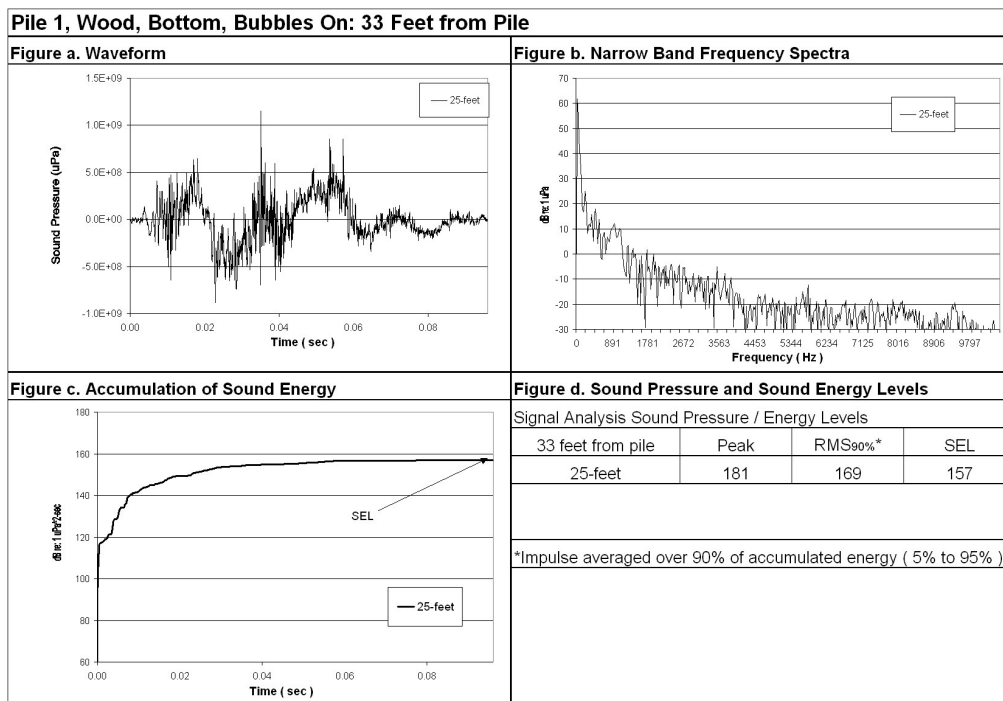 Pile 1, Wood, Bottom, Bubbles On: 33 Feet from Pile
Figure a. Waveform
1.5E+09
1.0E+09
5.0E+08
0.0E+00
-5.0E+08
-1.0E+09
Sound Pressure (uPa)
25-feet
0.00 0.02 0.04 0.06 0.08
Time ( sec )
Figure b. Narrow Band Frequency Spectra
70
60
50
40
30
20
10
0
-10
-20
-30
dB re: 1 uPa
25-feet
0 891 1781 2672 3563 4453 5344 6234 7125 8016 8906 9797
Frequency ( Hz )
Figure c. Accumulation of Sound Energy
180
160
140
120
100
80
60
dB re: 1 uPa^2-sec
SEL
25-feet
0.00 0.02 0.04 0.06 0.08
Time ( sec )
Figure d. Sound Pressure and Sound Energy Levels
Signal Analysis Sound Pressure / Energy Levels
33 feet from pile Peak RMS90%* SEL
25-feet 181 169 157
*Impulse averaged over 90% of accumulated energy ( 5% to 95% )